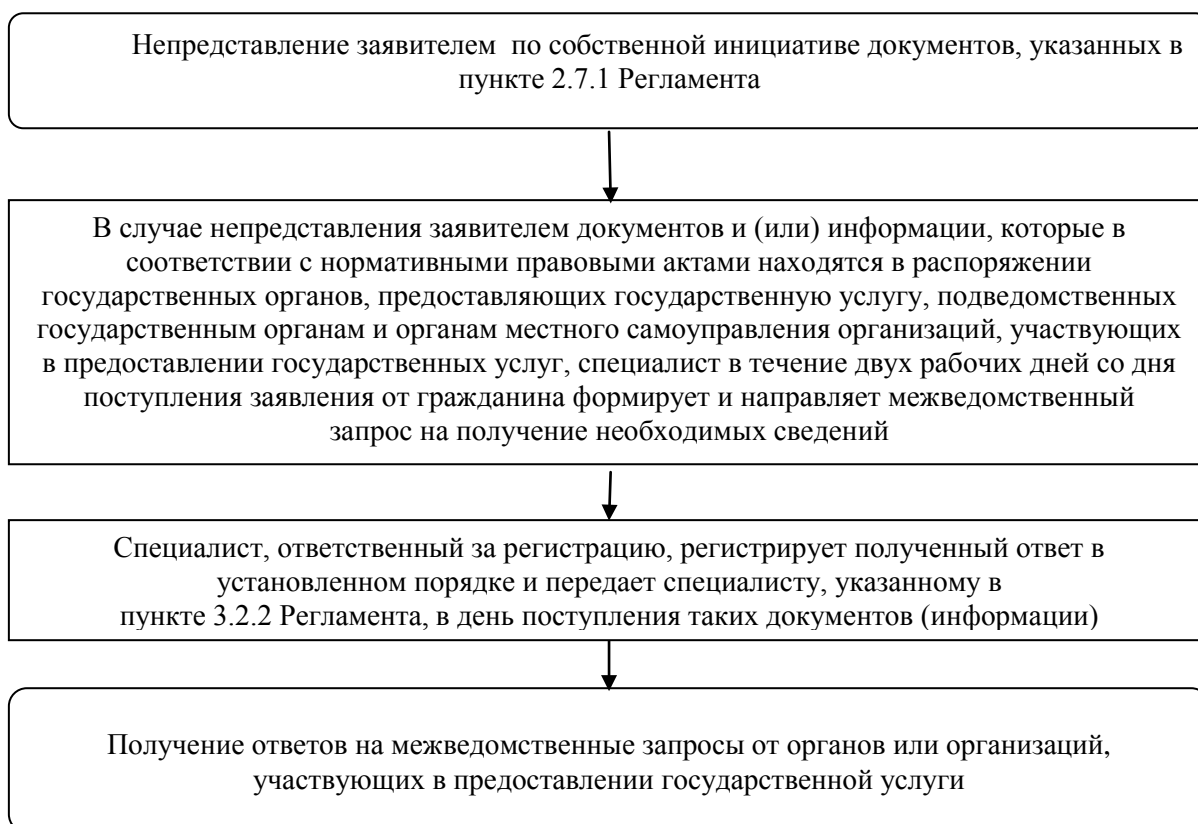 Непредставление заявителем по собственной инициативе документов, указанных в
пункте 2.7.1 Регламента
В случае непредставления заявителем документов и (или) информации, которые в
соответствии с нормативными правовыми актами находятся в распоряжении
государственных органов, предоставляющих государственную услугу, подведомственных
государственным органам и органам местного самоуправления организаций, участвующих
в предоставлении государственных услуг, специалист в течение двух рабочих дней со дня
поступления заявления от гражданина формирует и направляет межведомственный
запрос на получение необходимых сведений
Специалист, ответственный за регистрацию, регистрирует полученный ответ в
установленном порядке и передает специалисту, указанному в
пункте 3.2.2 Регламента, в день поступления таких документов (информации)
Получение ответов на межведомственные запросы от органов или организаций,
участвующих в предоставлении государственной услуги